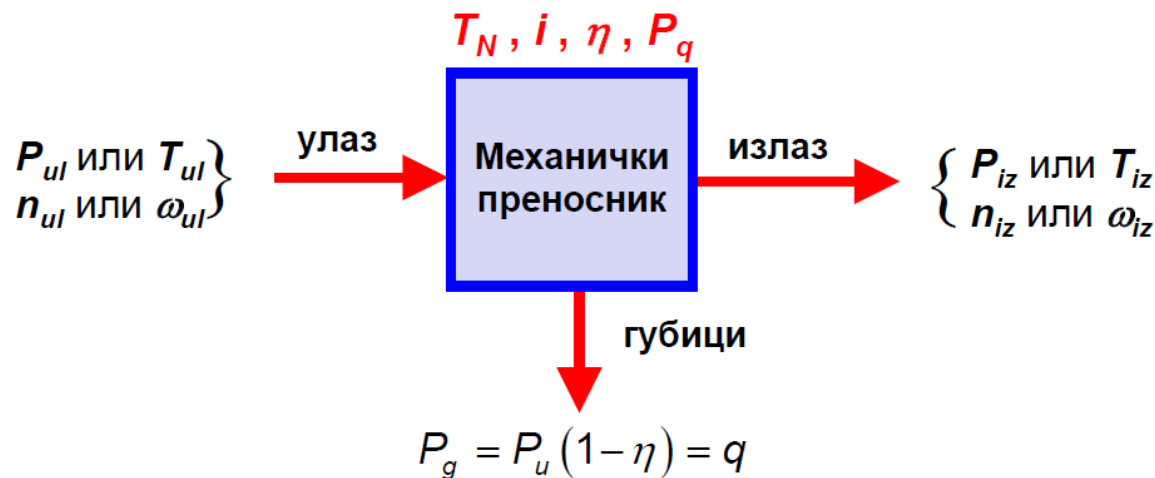 T_N , i , η , P_q
P_ul или T_ul
n_ul или ω_ul
улаз
Механички
преносник
излаз
P_iz или T_iz
n_iz или ω_iz
губици
P_g = P_u (1 − η) = q